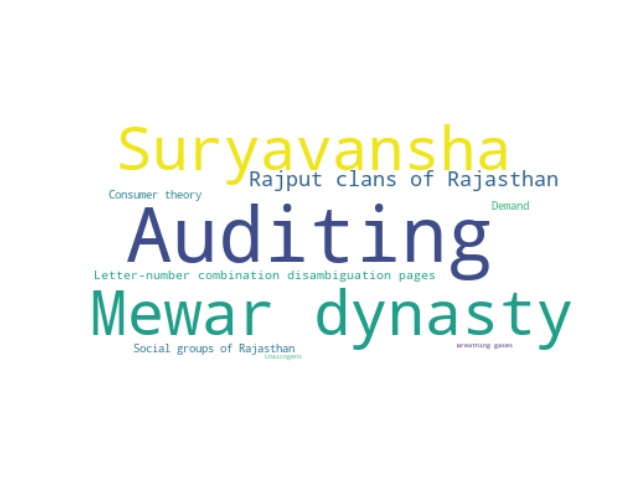 Suryavansha
Rajput clans of Rajasthan
Consumer theory
Demand
Auditing
Letter-number combination disambiguation pages
Mewar dynasty
Social groups of Rajasthan
Breathing gases
Chalcogens